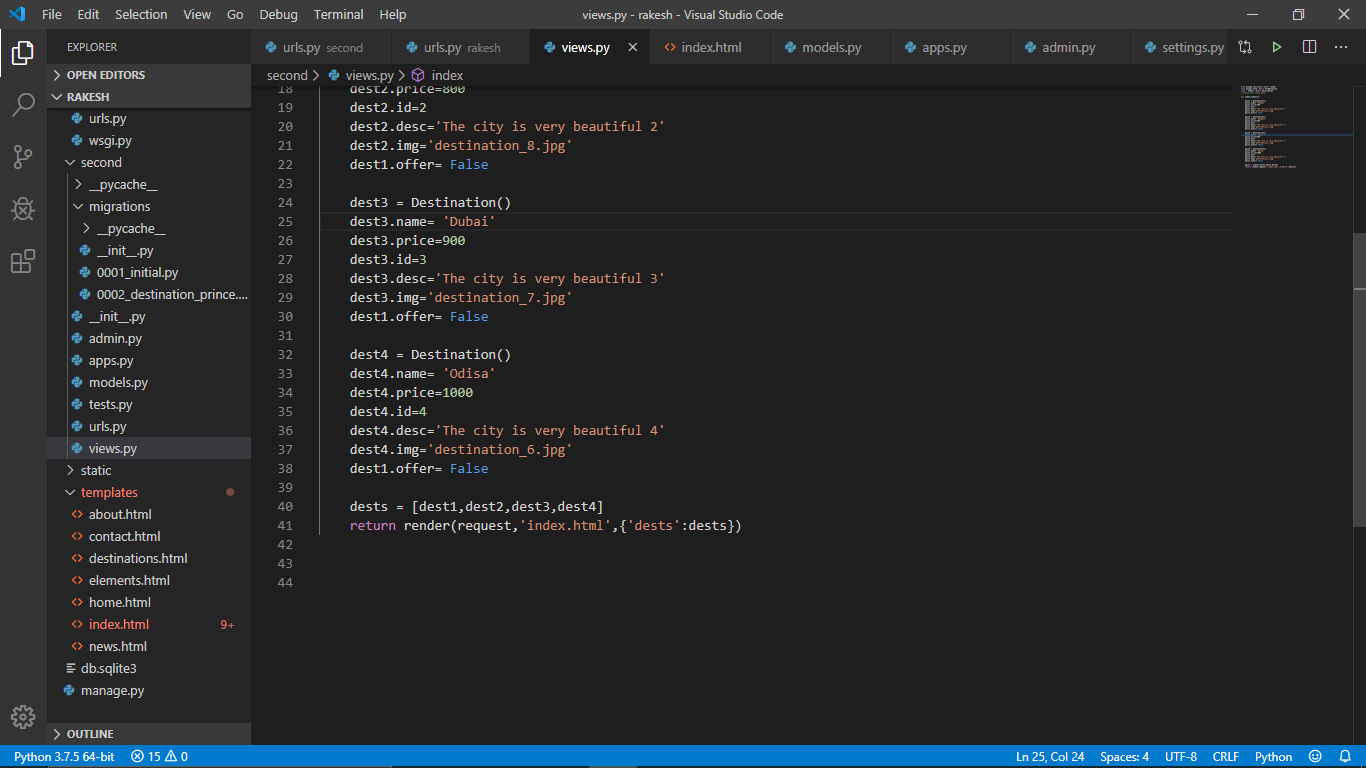 File Edit Selection View Go Debug Terminal Help views.py - rakesh - Visual Studio Code
EXPLORER
OPEN EDITORS
RAKESH
urls.py
wsgi.py
second
__pycache__
migrations
__pycache__
__init__.py
0001_initial.py
0002_destination_prince....
__init__.py
admin.py
apps.py
models.py
tests.py
urls.py
views.py
static
templates
about.html
contact.html
destinations.html
elements.html
home.html
index.html 9+
news.html
db.sqlite3
manage.py
OUTLINE
urls.py second urls.py rakesh views.py index.html models.py apps.py admin.py settings.py
second > views.py > index
18 dest2.price=800
19 dest2.id=2
20 dest2.desc='The city is very beautiful 2'
21 dest2.img='destination_8.jpg'
22 dest1.offer= False
23
24 dest3 = Destination()
25 dest3.name= 'Dubai'
26 dest3.price=900
27 dest3.id=3
28 dest3.desc='The city is very beautiful 3'
29 dest3.img='destination_7.jpg'
30 dest1.offer= False
31
32 dest4 = Destination()
33 dest4.name= 'Odisa'
34 dest4.price=1000
35 dest4.id=4
36 dest4.desc='The city is very beautiful 4'
37 dest4.img='destination_6.jpg'
38 dest1.offer= False
39
40 dests = [dest1,dest2,dest3,dest4]
41 return render(request,'index.html',{'dests':dests})
42
43
44
Python 3.7.5 64-bit 15 0 Ln 25, Col 24 Spaces: 4 UTF-8 CRLF Python